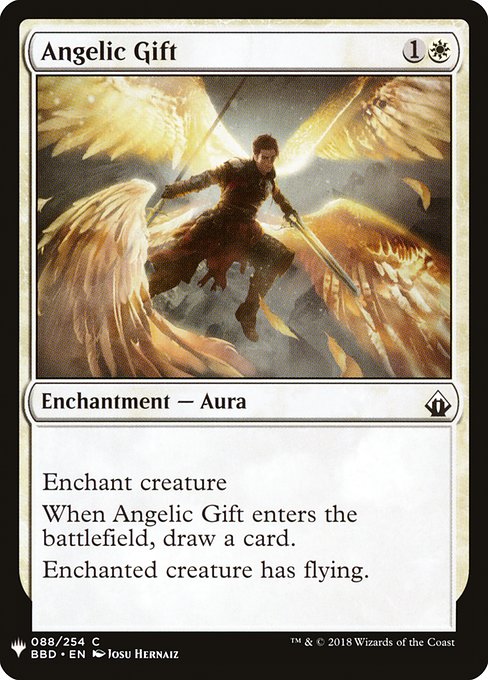 Angelic Gift 1
Enchantment — Aura
Enchant creature
When Angelic Gift enters the
battlefield, draw a card.
Enchanted creature has flying.
088/254 C
BBD • EN Josu Hernaiz
™ & © 2018 Wizards of the Coast